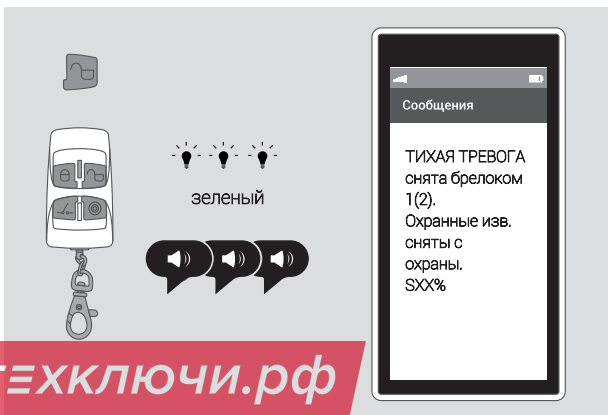 зеленый
Сообщения
ТИХАЯ ТРЕВОГА
снята брелоком
1(2).
Охранные изв.
сняты с
охраны.
SXX%
ТЕХКЛЮЧИ.РФ